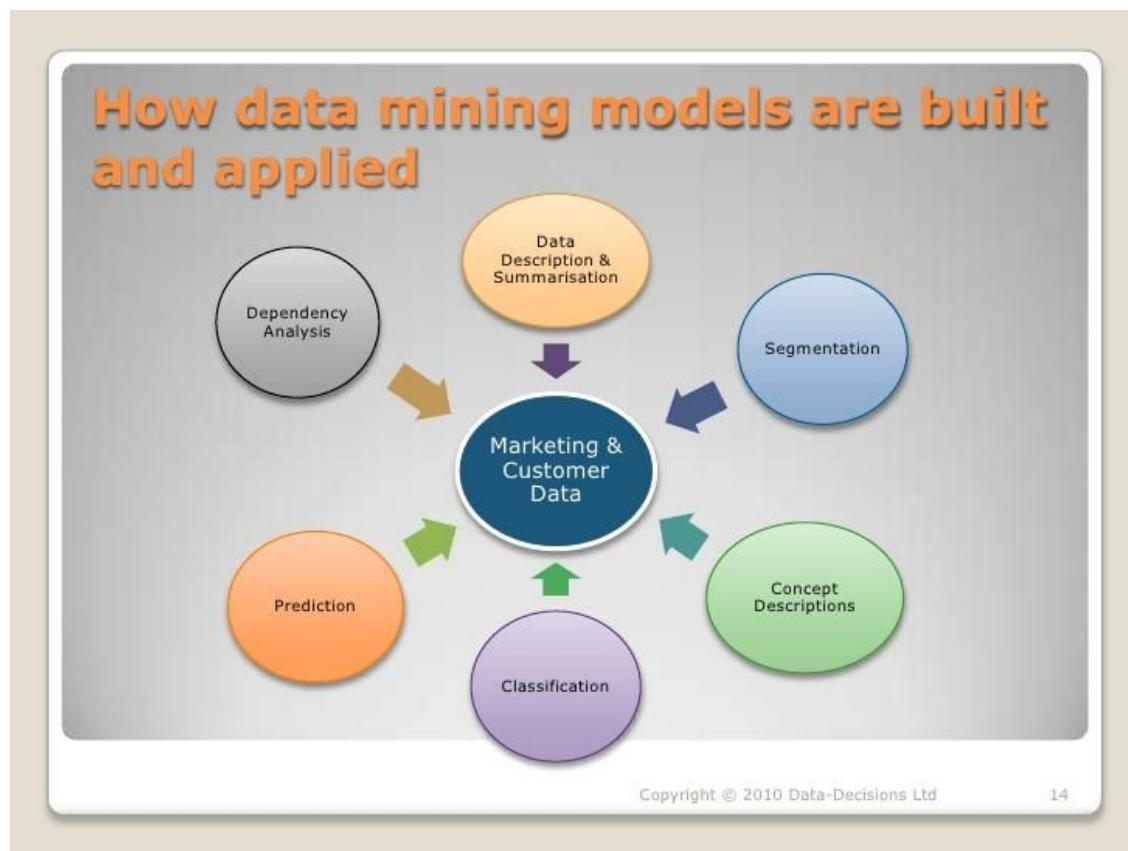 How data mining models are built
and applied
Data
Description &
Summarisation
Dependency
Analysis
Segmentation
Marketing &
Customer
Data
Prediction
Concept
Descriptions
Classification
Copyright © 2010 Data-Decisions Ltd
14